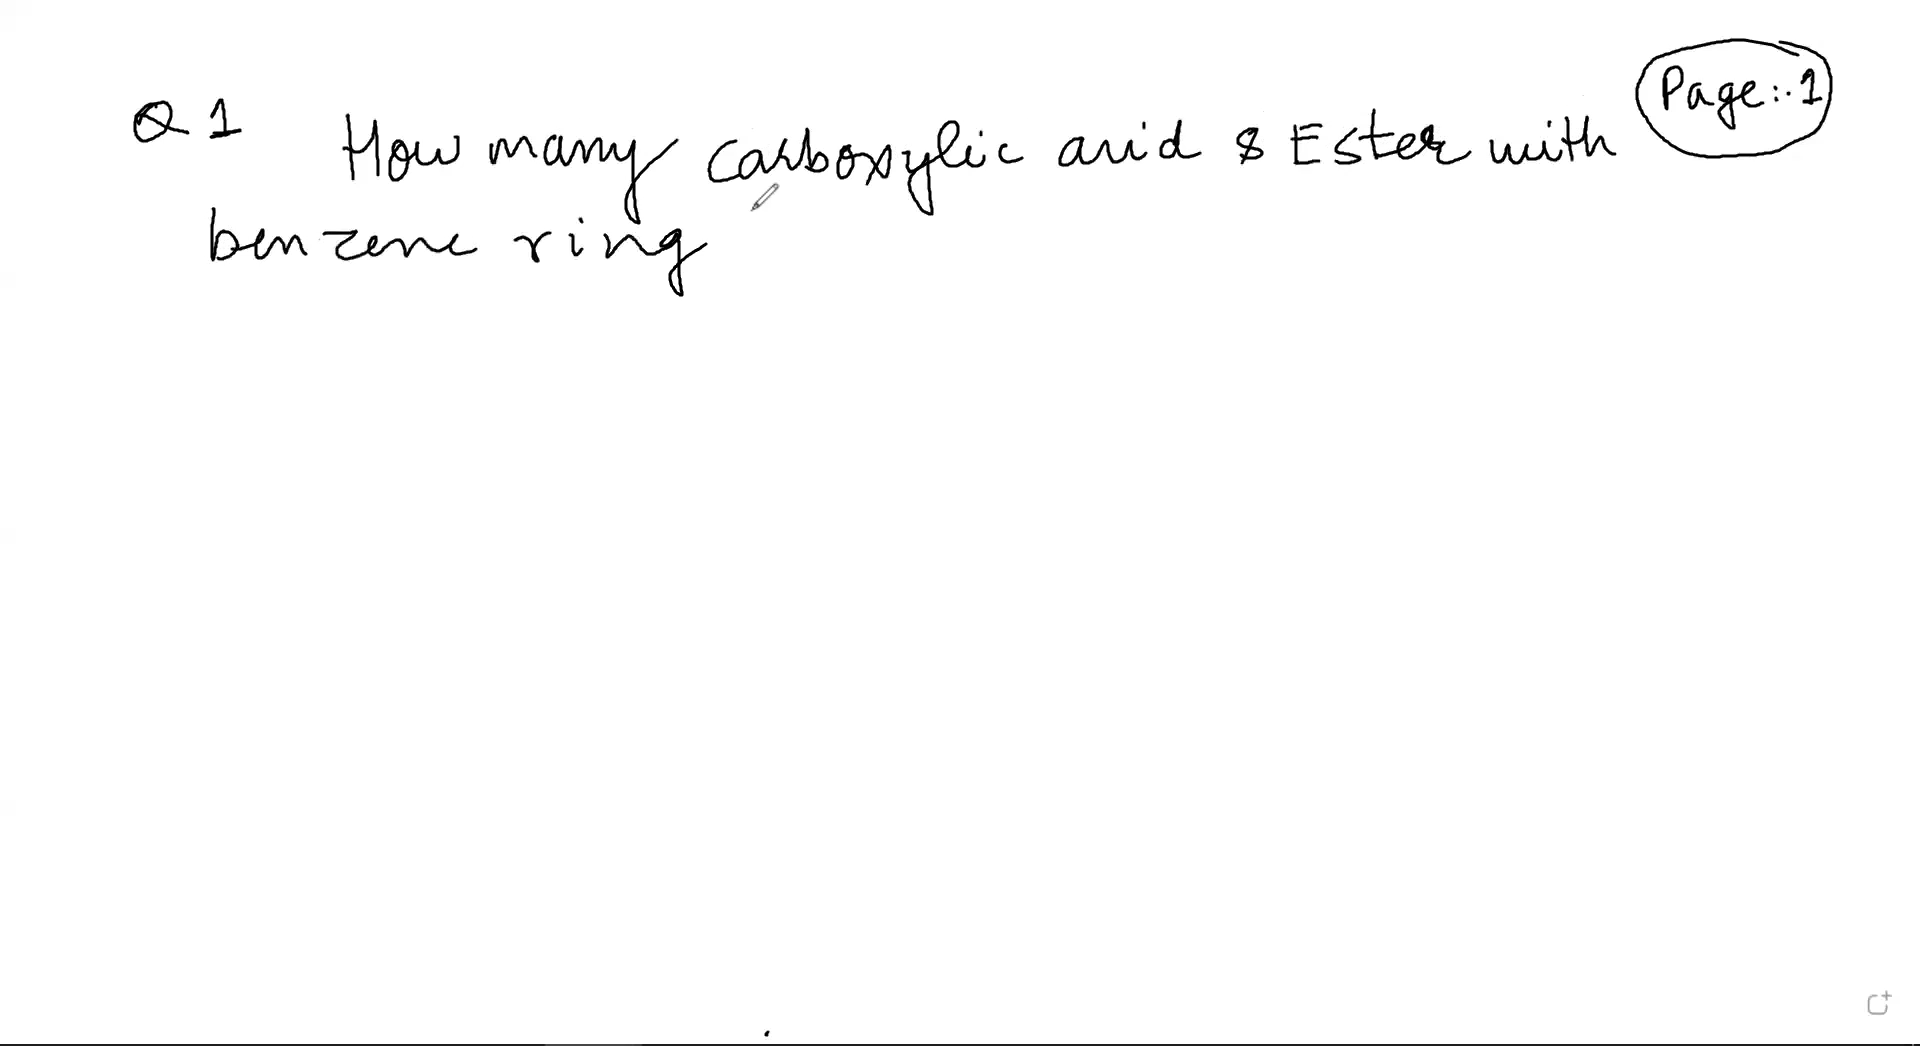 Page:. 1
Q 1 How many carboxylic acid & Ester with
benzene ring